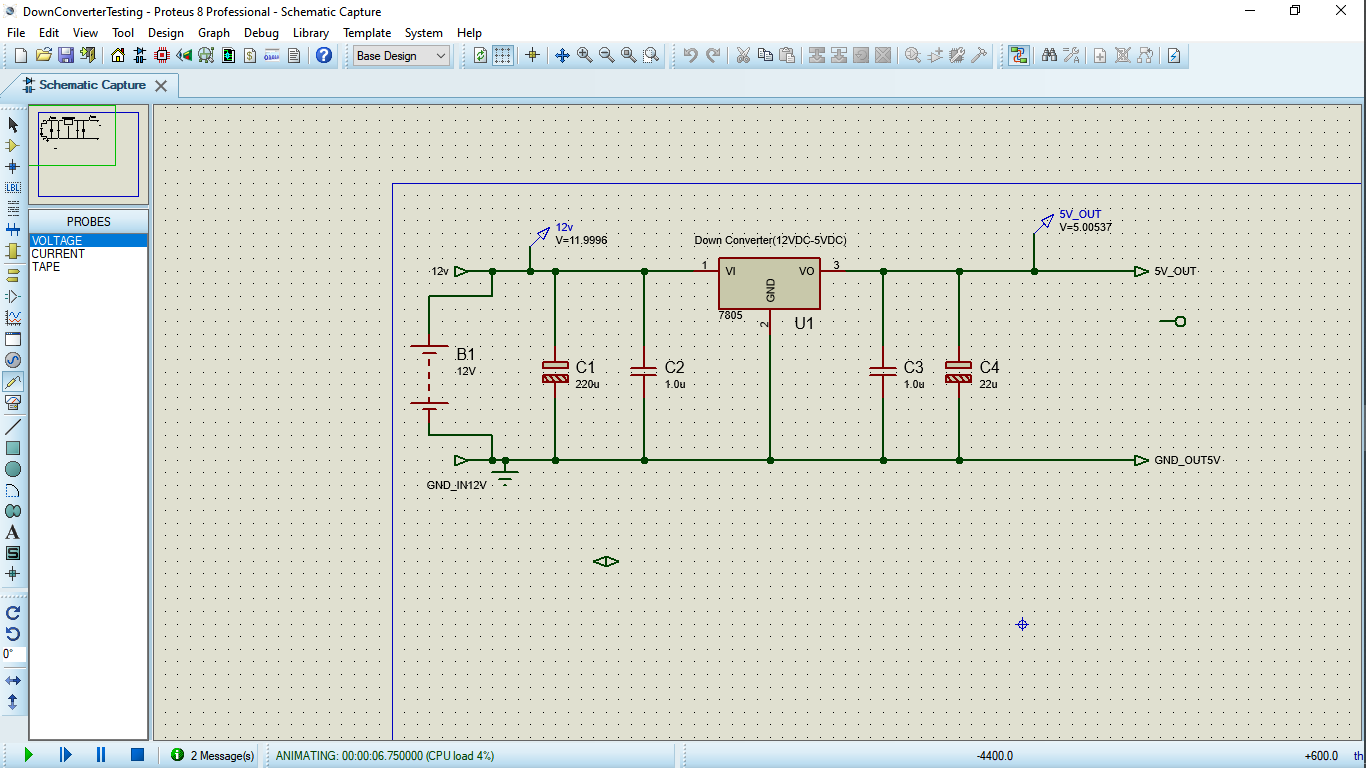 DownConverterTesting - Proteus 8 Professional - Schematic Capture
File Edit View Tool Design Graph Debug Library Template System Help
Base Design
Schematic Capture
LBL
PROBES
VOLTAGE
CURRENT
TAPE
A
S
0°
12v
V=11.9996
Down Converter(12VDC-5VDC)
5V_OUT
V=5.00537
12v
1
VI
VO
3
5V_OUT
GND
7805
2
U1
B1
12V
C1
220u
C2
1.0u
C3
1.0u
C4
22u
GND_IN12V
GND_OUT5V
2 Message(s)
ANIMATING: 00:00:06.750000 (CPU load 4%)
-4400.0
+600.0
th